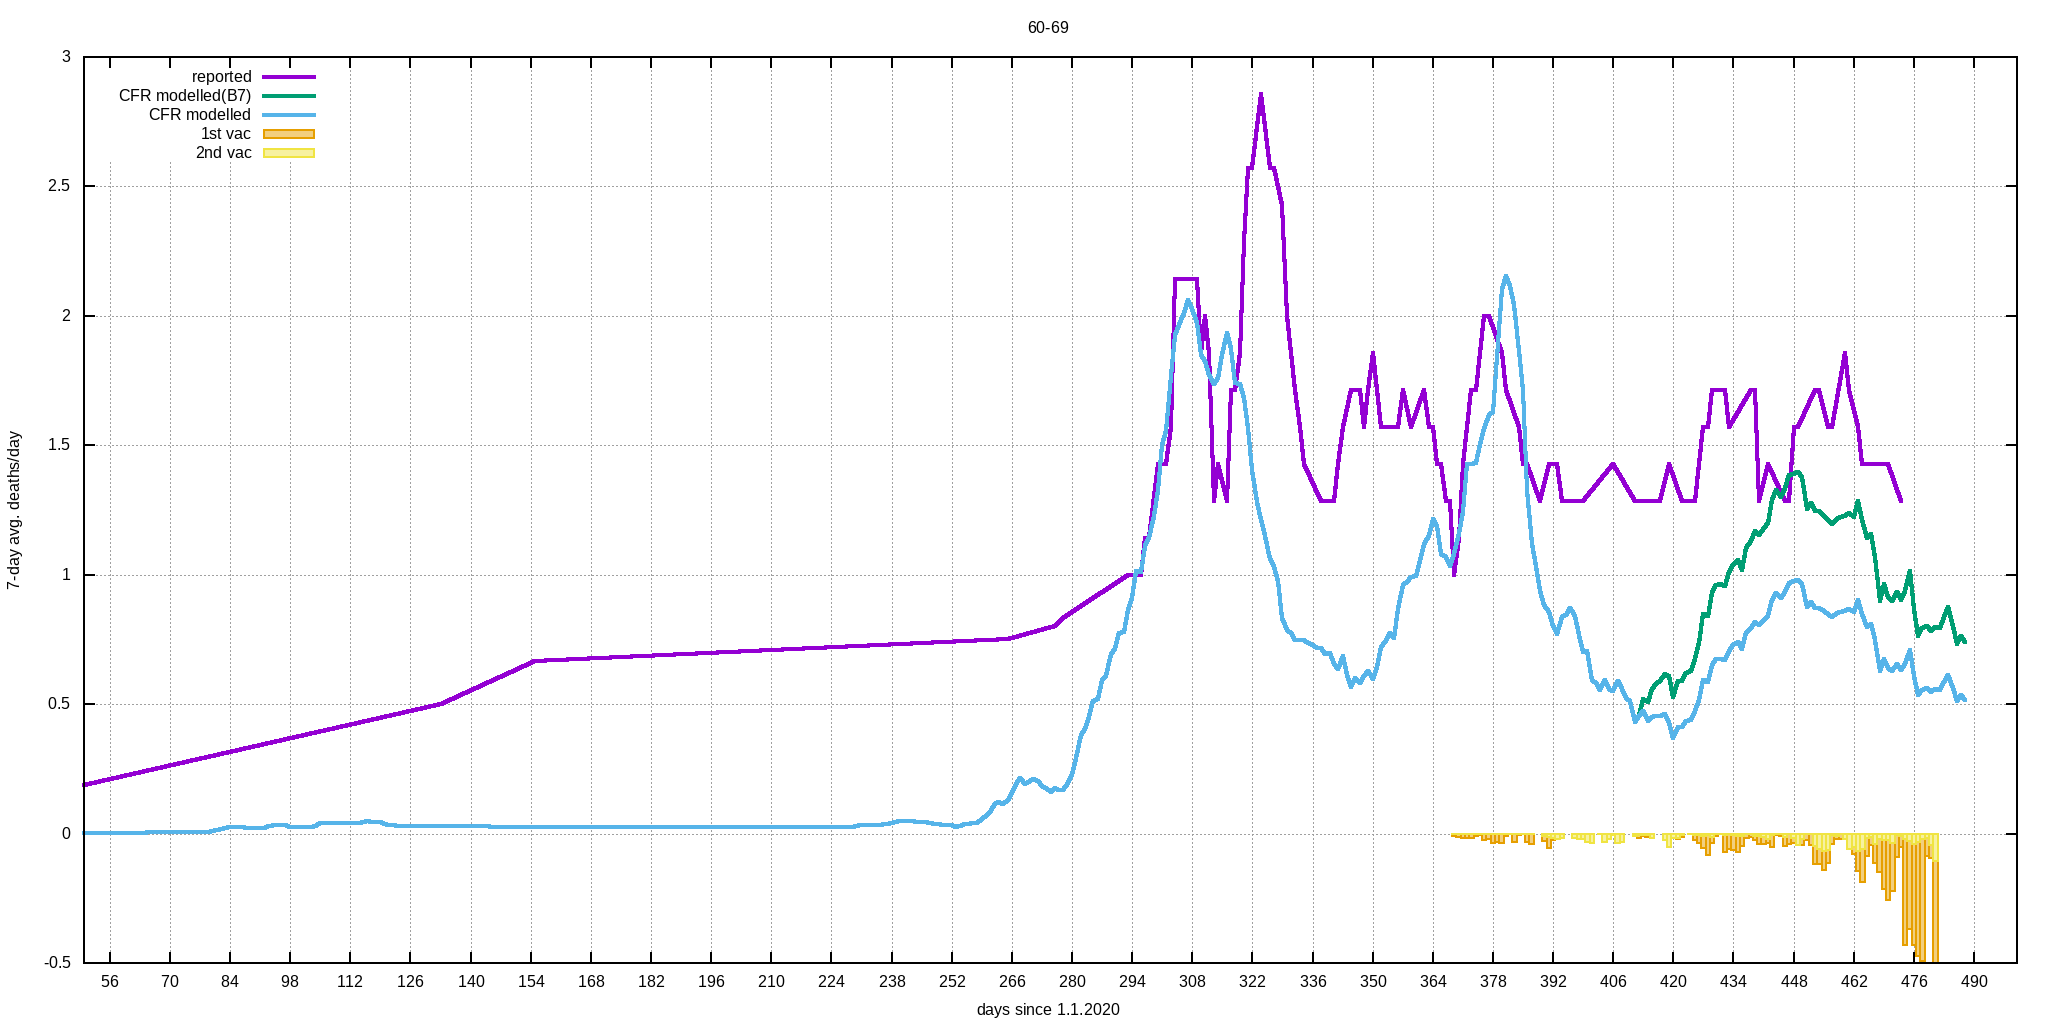 60-69
3
2.5
2
1.5
1
0.5
0
-0.5
7-day avg. deaths/day
reported
CFR modelled(B7)
CFR modelled
1st vac
2nd vac
56 70 84 98 112 126 140 154 168 182 196 210 224 238 252 266 280 294 308 322 336 350 364 378 392 406 420 434 448 462 476 490
days since 1.1.2020